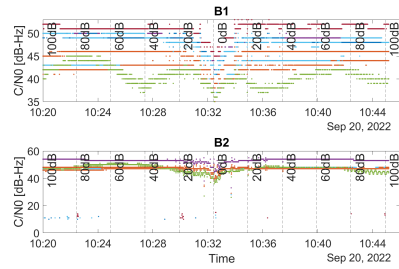 B1
C/N0 [dB-Hz]
50
45
40
35
100dB 80dB 60dB 40dB 20dB 0dB 20dB 40dB 60dB 80dB 100dB
10:20 10:24 10:28 10:32 10:36 10:40 10:44
Sep 20, 2022
B2
C/N0 [dB-Hz]
60
40
20
0
100dB 80dB 60dB 40dB 20dB 0dB 20dB 40dB 60dB 80dB 100dB
10:20 10:24 10:28 10:32 10:36 10:40 10:44
Time
Sep 20, 2022